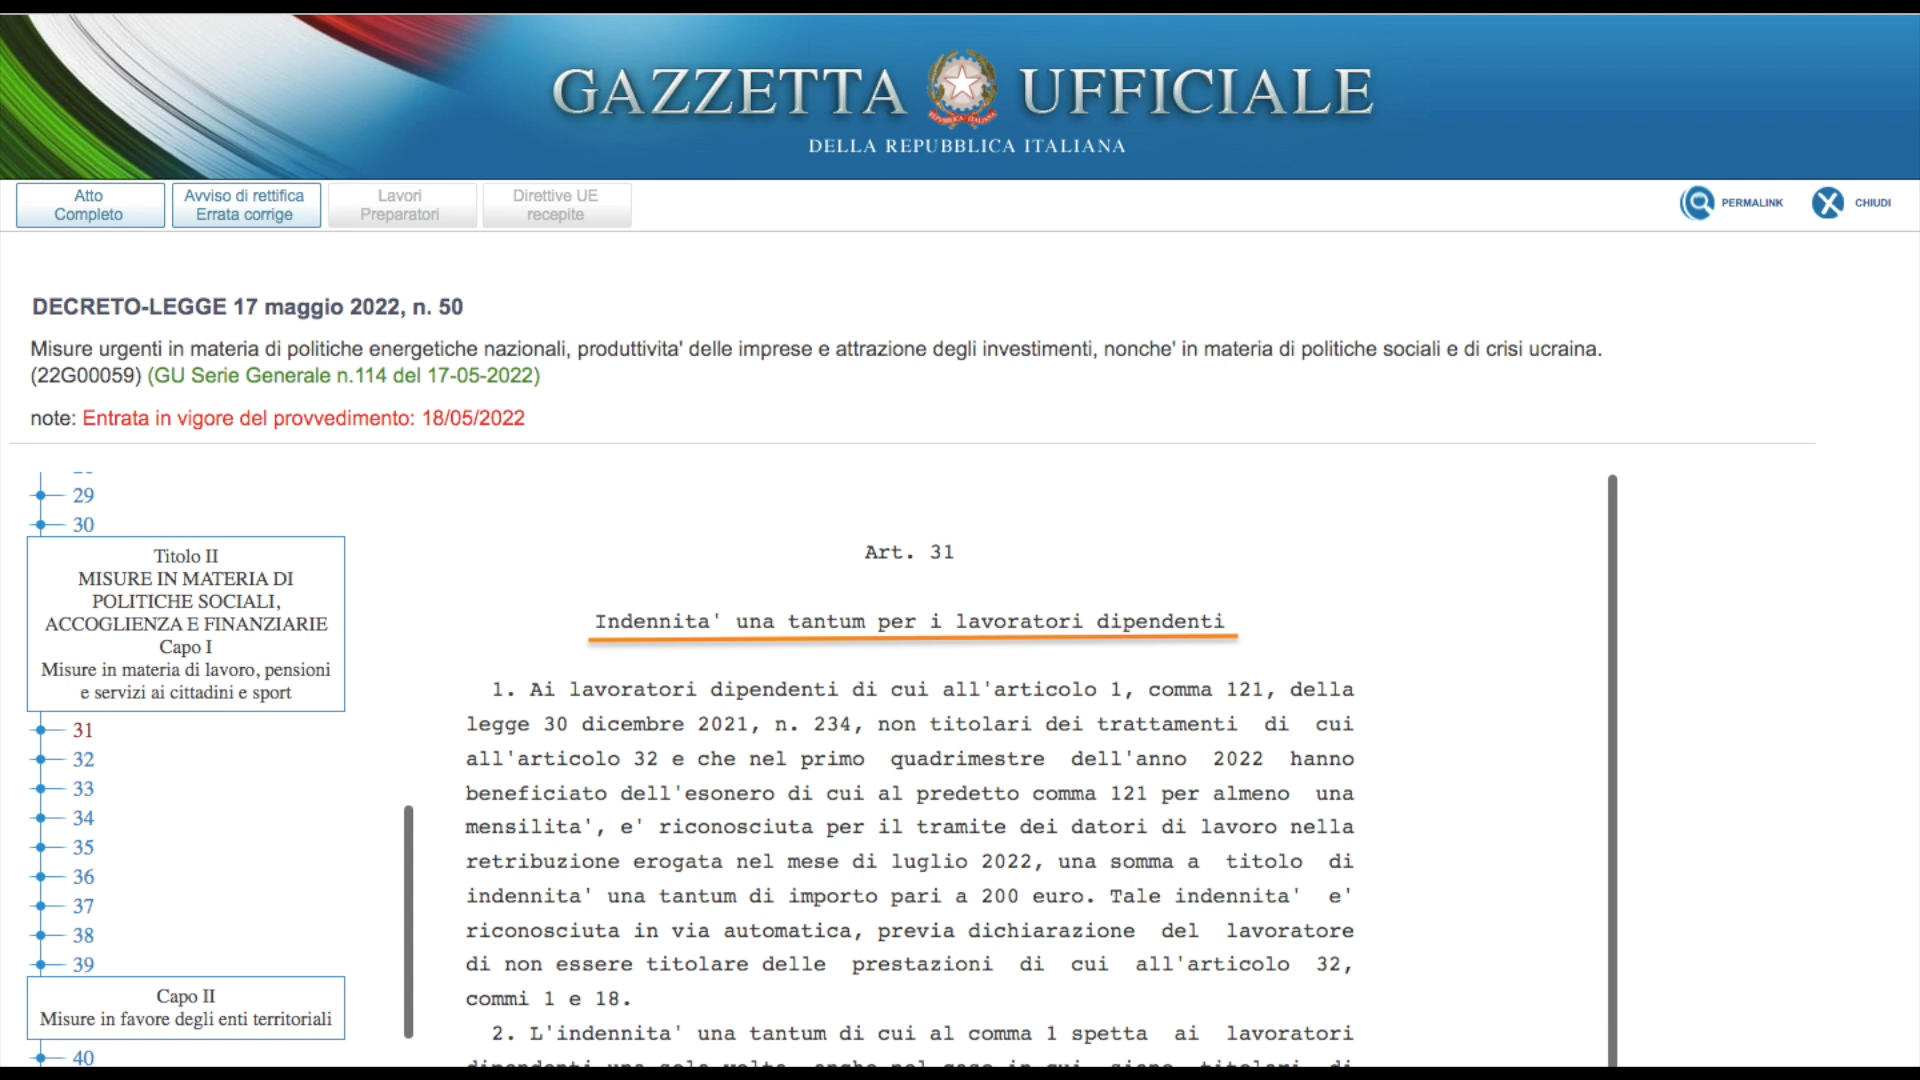 GAZZETTA UFFICIALE
DELLA REPUBBLICA ITALIANA
Atto
Completo
Avviso di rettifica
Errata corrige
Lavori
Preparatori
Direttive UE
recepite
PERMALINK
CHIUDI
DECRETO-LEGGE 17 maggio 2022, n. 50
Misure urgenti in materia di politiche energetiche nazionali, produttivita' delle imprese e attrazione degli investimenti, nonche' in materia di politiche sociali e di crisi ucraina.
(22G00059) (GU Serie Generale n.114 del 17-05-2022)
note: Entrata in vigore del provvedimento: 18/05/2022
29
30
Titolo II
MISURE IN MATERIA DI
POLITICHE SOCIALI,
ACCOGLIENZA E FINANZIARIE
Capo I
Misure in materia di lavoro, pensioni
e servizi ai cittadini e sport
31
32
33
34
35
36
37
38
39
Capo II
Misure in favore degli enti territoriali
40
Art. 31
Indennita' una tantum per i lavoratori dipendenti
1. Ai lavoratori dipendenti di cui all'articolo 1, comma 121, della
legge 30 dicembre 2021, n. 234, non titolari dei trattamenti di cui
all'articolo 32 e che nel primo quadrimestre dell'anno 2022 hanno
beneficiato dell'esonero di cui al predetto comma 121 per almeno una
mensilita', e' riconosciuta per il tramite dei datori di lavoro nella
retribuzione erogata nel mese di luglio 2022, una somma a titolo di
indennita' una tantum di importo pari a 200 euro. Tale indennita' e'
riconosciuta in via automatica, previa dichiarazione del lavoratore
di non essere titolare delle prestazioni di cui all'articolo 32,
commi 1 e 18.
2. L'indennita' una tantum di cui al comma 1 spetta ai lavoratori